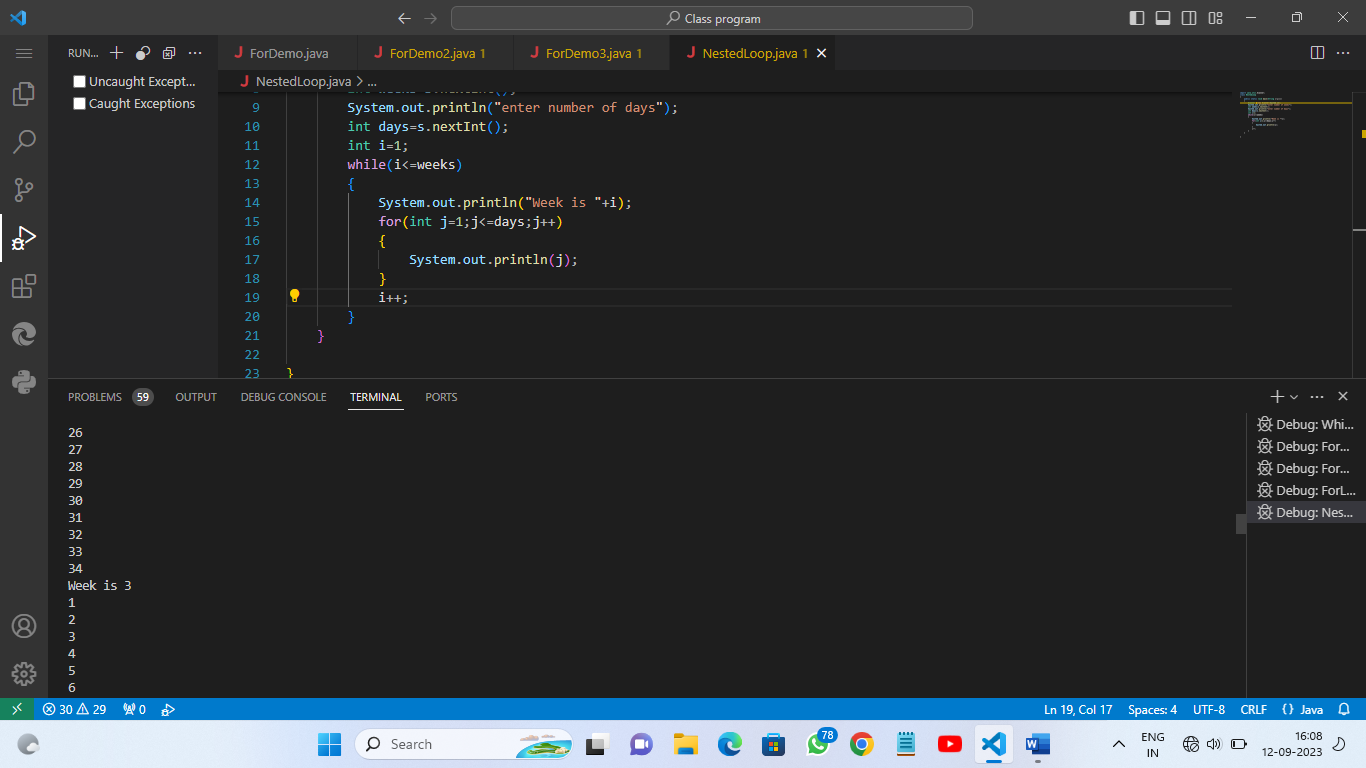 Class program
RUN...
ForDemo.java
ForDemo2.java 1
ForDemo3.java 1
NestedLoop.java 1
Uncaught Except...
Caught Exceptions
NestedLoop.java > ...
9 System.out.println("enter number of days");
10 int days=s.nextInt();
11 int i=1;
12 while(i<=weeks)
13 {
14 System.out.println("Week is "+i);
15 for(int j=1;j<=days;j++)
16 {
17 System.out.println(j);
18 }
19 i++;
20 }
21 }
22
23 }
PROBLEMS 59 OUTPUT DEBUG CONSOLE TERMINAL PORTS
26
27
28
29
30
31
32
33
34
Week is 3
1
2
3
4
5
6
Debug: Whi...
Debug: For...
Debug: For...
Debug: ForL...
Debug: Nes...
30 29 0
Ln 19, Col 17 Spaces: 4 UTF-8 CRLF {} Java
Search
78
ENG
IN
16:08
12-09-2023